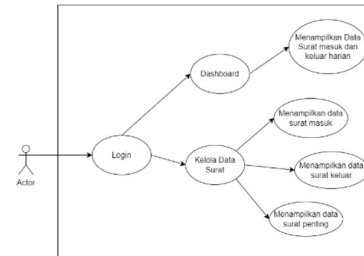 Menampilkan Data
Surat masuk dan
keluar harian
Dashboard
Menampilkan data
surat masuk
Login
Kelola Data
Surat
Menampilkan data
surat keluar
Actor
Menampilkan data
surat penting